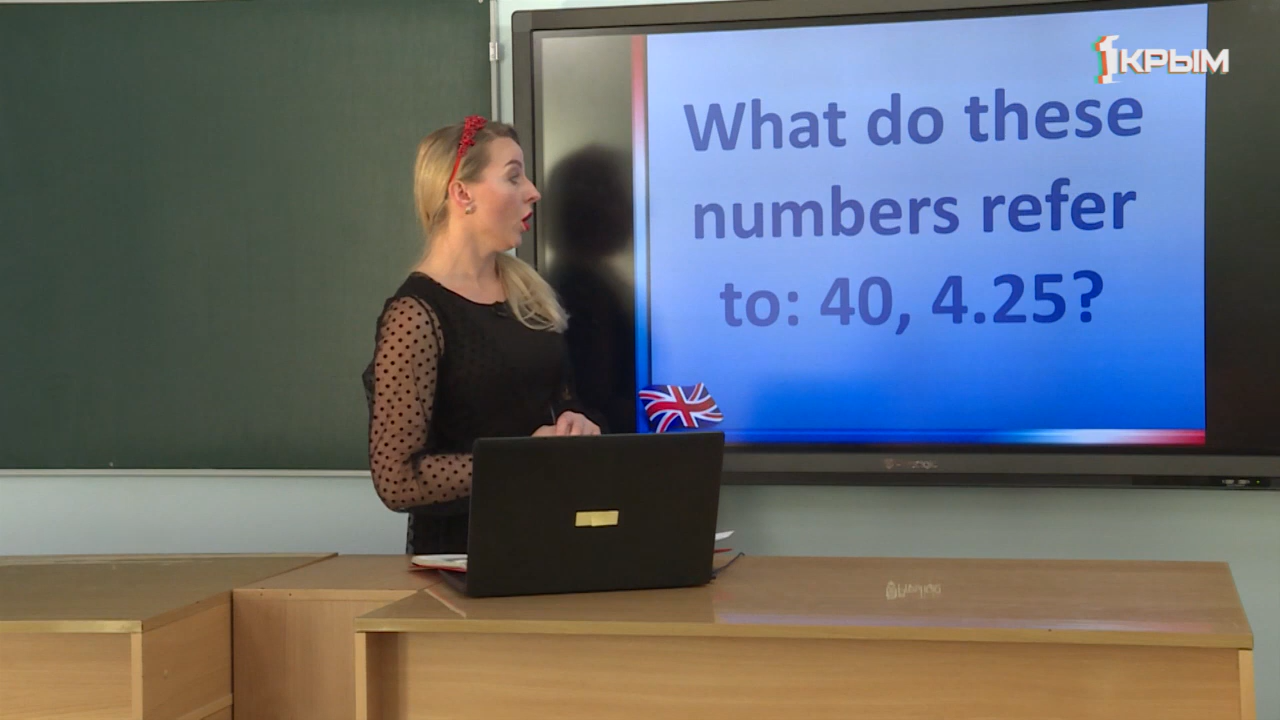 1КРЫМ
What do these
numbers refer
to: 40, 4.25?